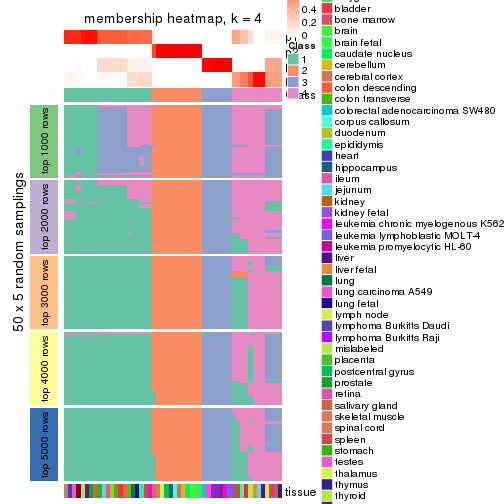 membership heatmap, k = 4
50 x 5 random samplings
top 1000 rows
top 2000 rows
top 3000 rows
top 4000 rows
top 5000 rows
0.4
0.2
0
Class
1
2
3
4
tissue
bladder
bone marrow
brain
brain fetal
caudate nucleus
cerebellum
cerebral cortex
colon descending
colon transverse
colorectal adenocarcinoma SW480
corpus callosum
duodenum
epididymis
heart
hippocampus
ileum
jejunum
kidney
kidney fetal
leukemia chronic myelogenous K562
leukemia lymphoblastic MOLT-4
leukemia promyelocytic HL-60
liver
liver fetal
lung
lung carcinoma A549
lung fetal
lymph node
lymphoma Burkitts Daudi
lymphoma Burkitts Raji
mislabeled
placenta
postcentral gyrus
prostate
retina
salivary gland
skeletal muscle
spinal cord
spleen
stomach
testes
thalamus
thymus
thyroid